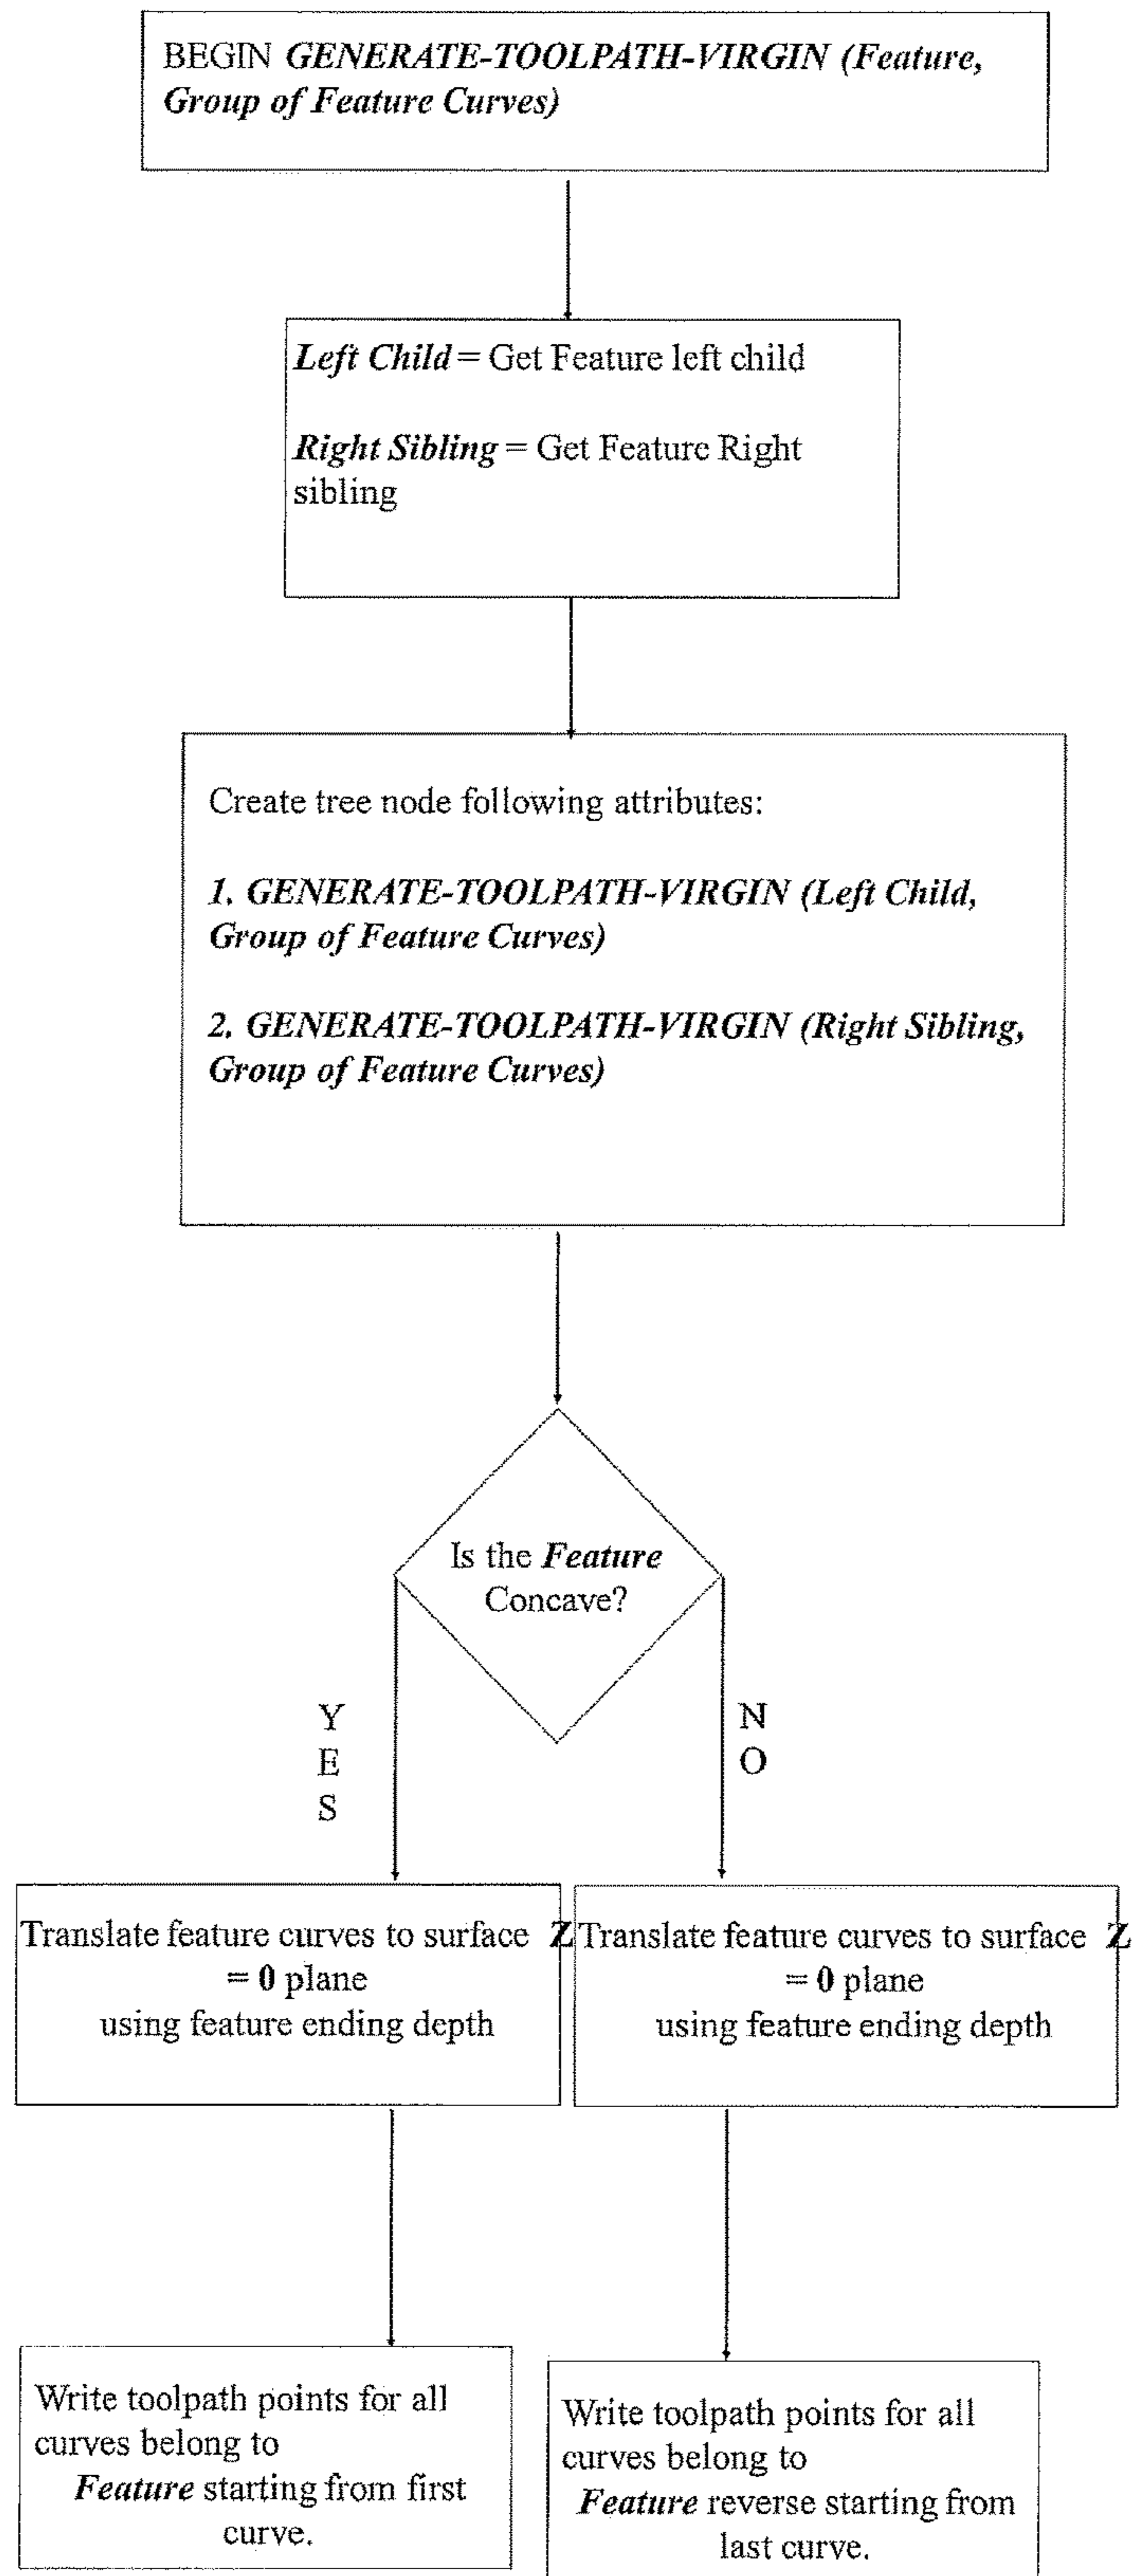 BEGIN GENERATE-TOOLPATH-VIRGIN (Feature,
Group of Feature Curves)
Left Child = Get Feature left child
Right Sibling = Get Feature Right
sibling
Create tree node following attributes:
1. GENERATE-TOOLPATH-VIRGIN (Left Child,
Group of Feature Curves)
2. GENERATE-TOOLPATH-VIRGIN (Right Sibling,
Group of Feature Curves)
Is the Feature
Concave?
Y
E
S
N
O
Translate feature curves to surface Z
= 0 plane
using feature ending depth
Translate feature curves to surface Z
= 0 plane
using feature ending depth
Write toolpath points for all
curves belong to
Feature starting from first
curve.
Write toolpath points for all
curves belong to
Feature reverse starting from
last curve.